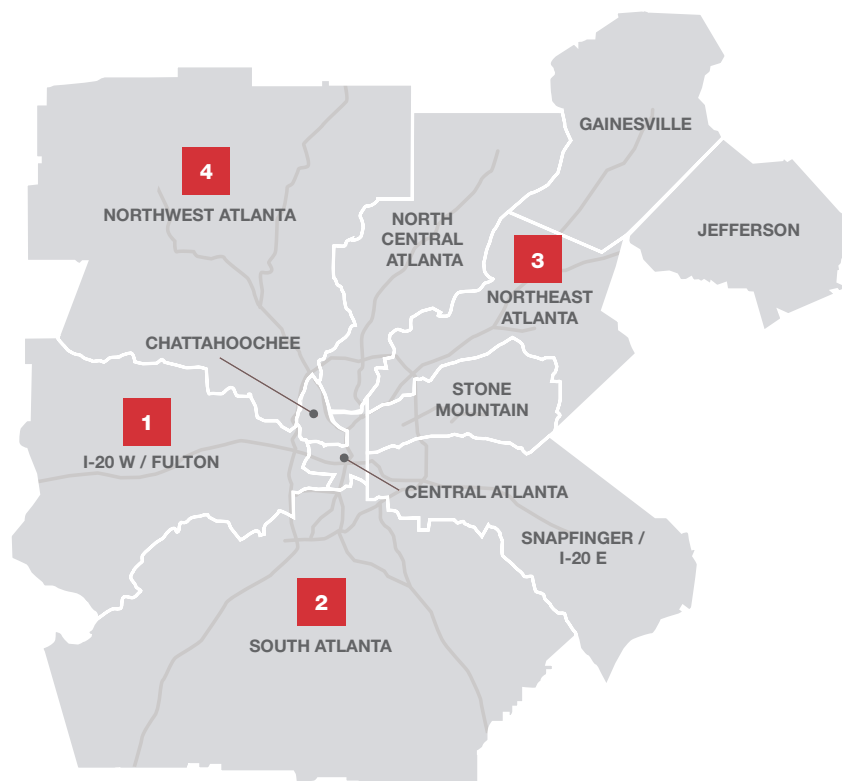 GAINESVILLE
4
NORTHWEST ATLANTA
NORTH
CENTRAL
ATLANTA
JEFFERSON
3
NORTHEAST
ATLANTA
CHATTAHOOCHEE
STONE
MOUNTAIN
1
I-20 W / FULTON
CENTRAL ATLANTA
SNAPFINGER /
I-20 E
2
SOUTH ATLANTA